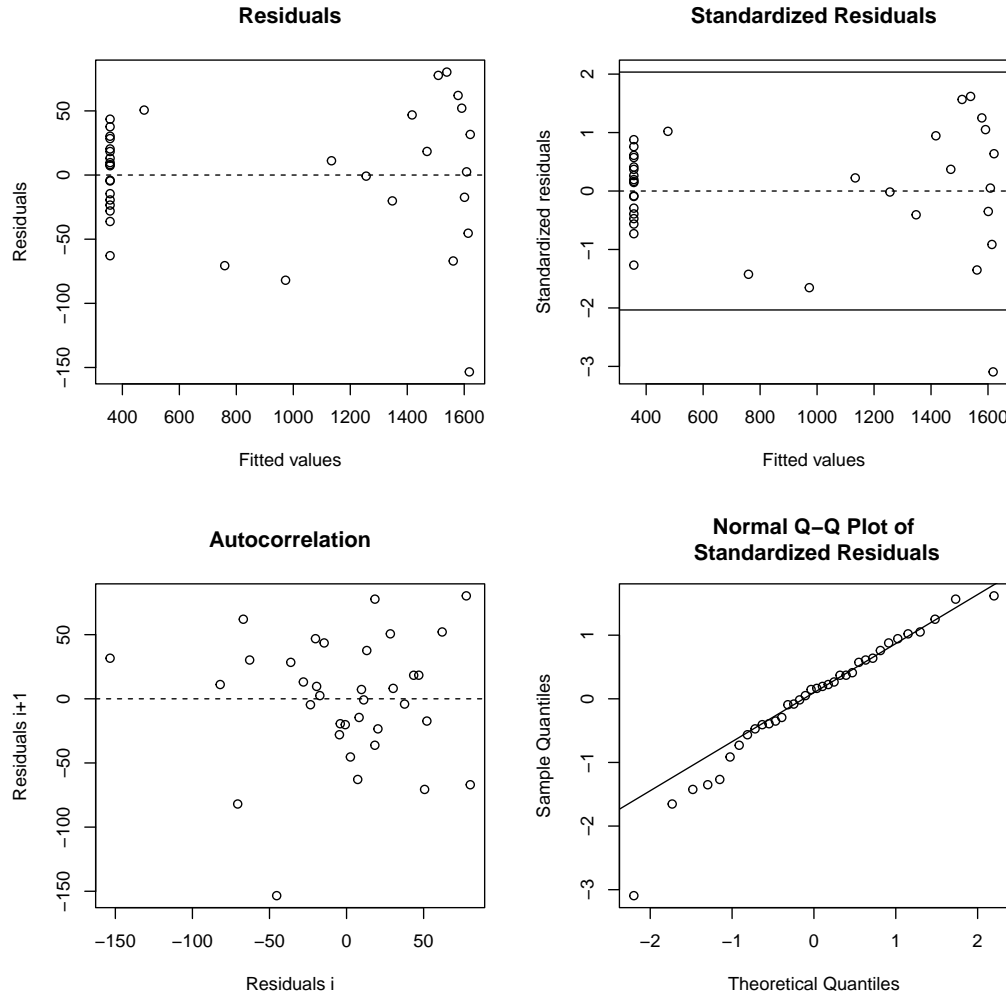 Residuals
Residuals
50
0
−50
−100
−150
400 600 800 1000 1200 1400 1600
Fitted values
Standardized Residuals
Standardized residuals
2
1
0
−1
−2
−3
400 600 800 1000 1200 1400 1600
Fitted values
Autocorrelation
Residuals i+1
50
0
−50
−100
−150
−150 −100 −50 0 50
Residuals i
Normal Q−Q Plot of
Standardized Residuals
Sample Quantiles
1
0
−1
−2
−3
−2 −1 0 1 2
Theoretical Quantiles